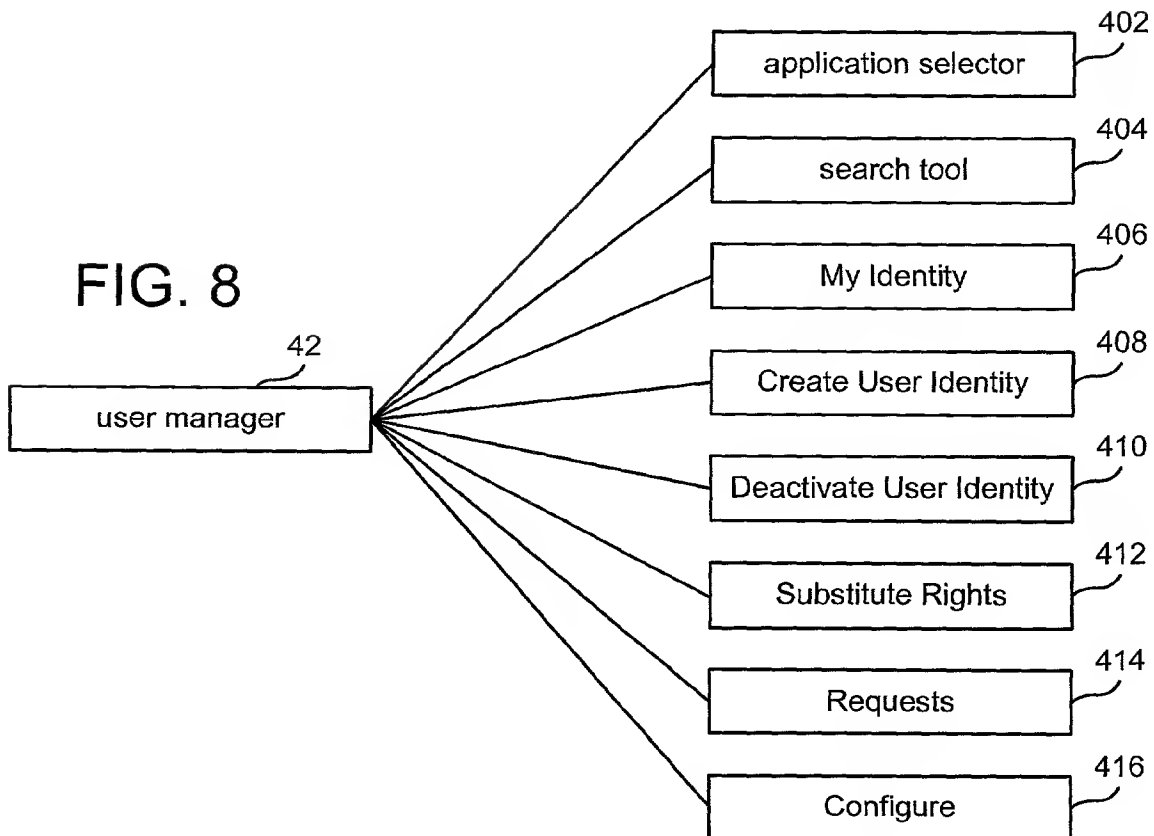 402
application selector
404
search tool
406
My Identity
FIG. 8
42
user manager
408
Create User Identity
410
Deactivate User Identity
412
Substitute Rights
414
Requests
416
Configure